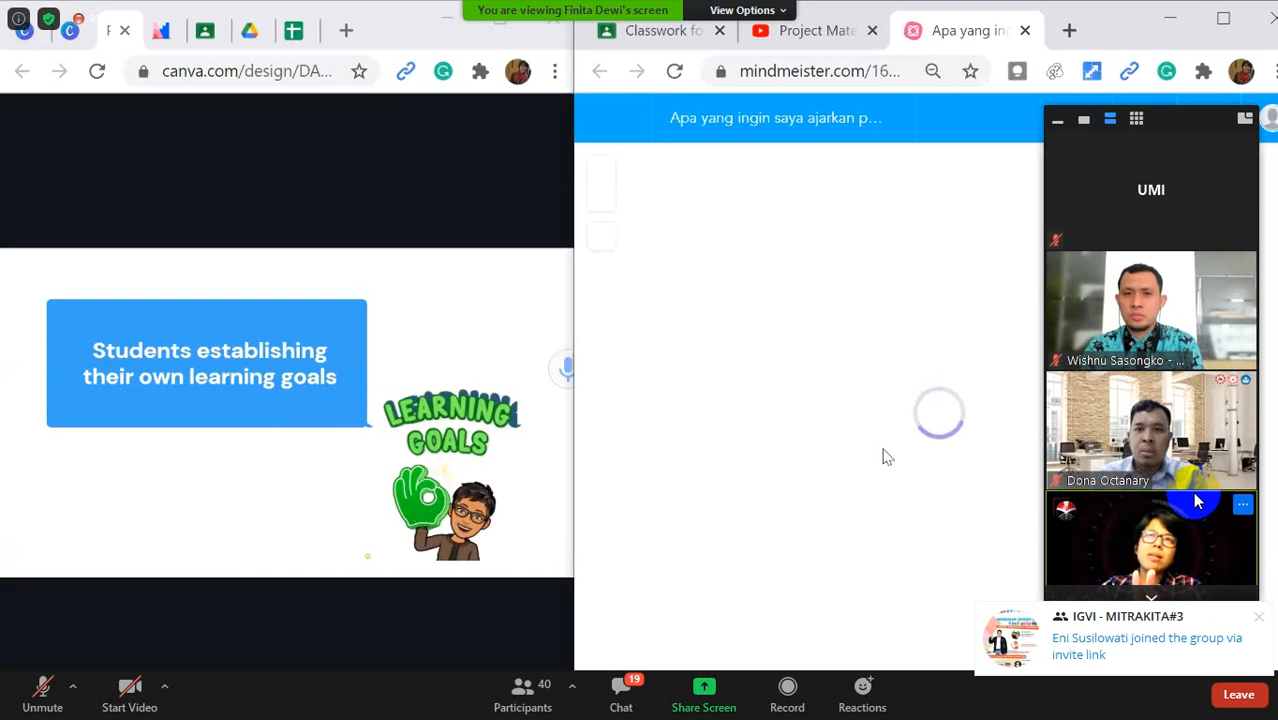 You are viewing Finita Dewi's screen
View Options
canva.com/design/DA...
Classwork fo
Project Mate
Apa yang in
mindmeister.com/16...
Apa yang ingin saya ajarkan p...
Students establishing
their own learning goals
LEARNING
GOALS
UMI
Wishnu Sasongko - ...
Dona Octanary
IGVI - MITRAKITA#3
Eni Susilowati joined the group via
invite link
Unmute
Start Video
Participants
40
Chat
19
Share Screen
Record
Reactions
Leave